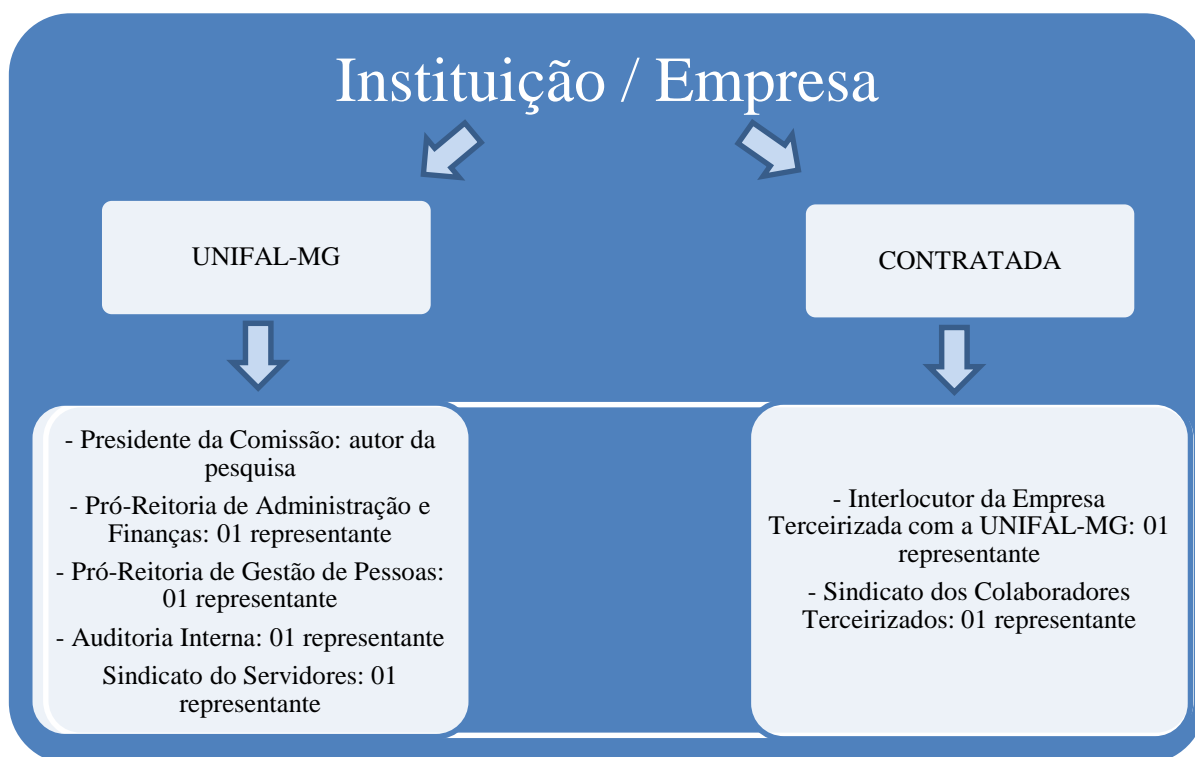 Instituição / Empresa
UNIFAL-MG
CONTRATADA
- Presidente da Comissão: autor da
pesquisa
- Pró-Reitoria de Administração e
Finanças: 01 representante
- Pró-Reitoria de Gestão de Pessoas:
01 representante
- Auditoria Interna: 01 representante
Sindicato do Servidores: 01
representante
- Interlocutor da Empresa
Terceirizada com a UNIFAL-MG: 01
representante
- Sindicato dos Colaboradores
Terceirizados: 01 representante